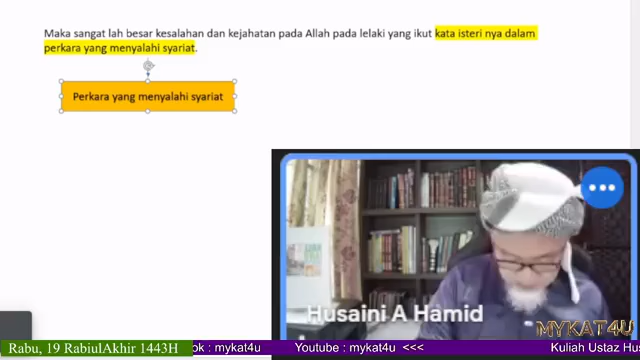 Maka sangat lah besar kesalahan dan kejahatan pada Allah pada lelaki yang ikut kata isteri nya dalam
perkara yang menyalahi syariat.
Perkara yang menyalahi syariat
Husaini A Hamid
MYKAT4U
Rabu, 19 RabiulAkhir 1443H
ok : mykat4u Youtube : mykat4u <<< Kuliah Ustaz Hus